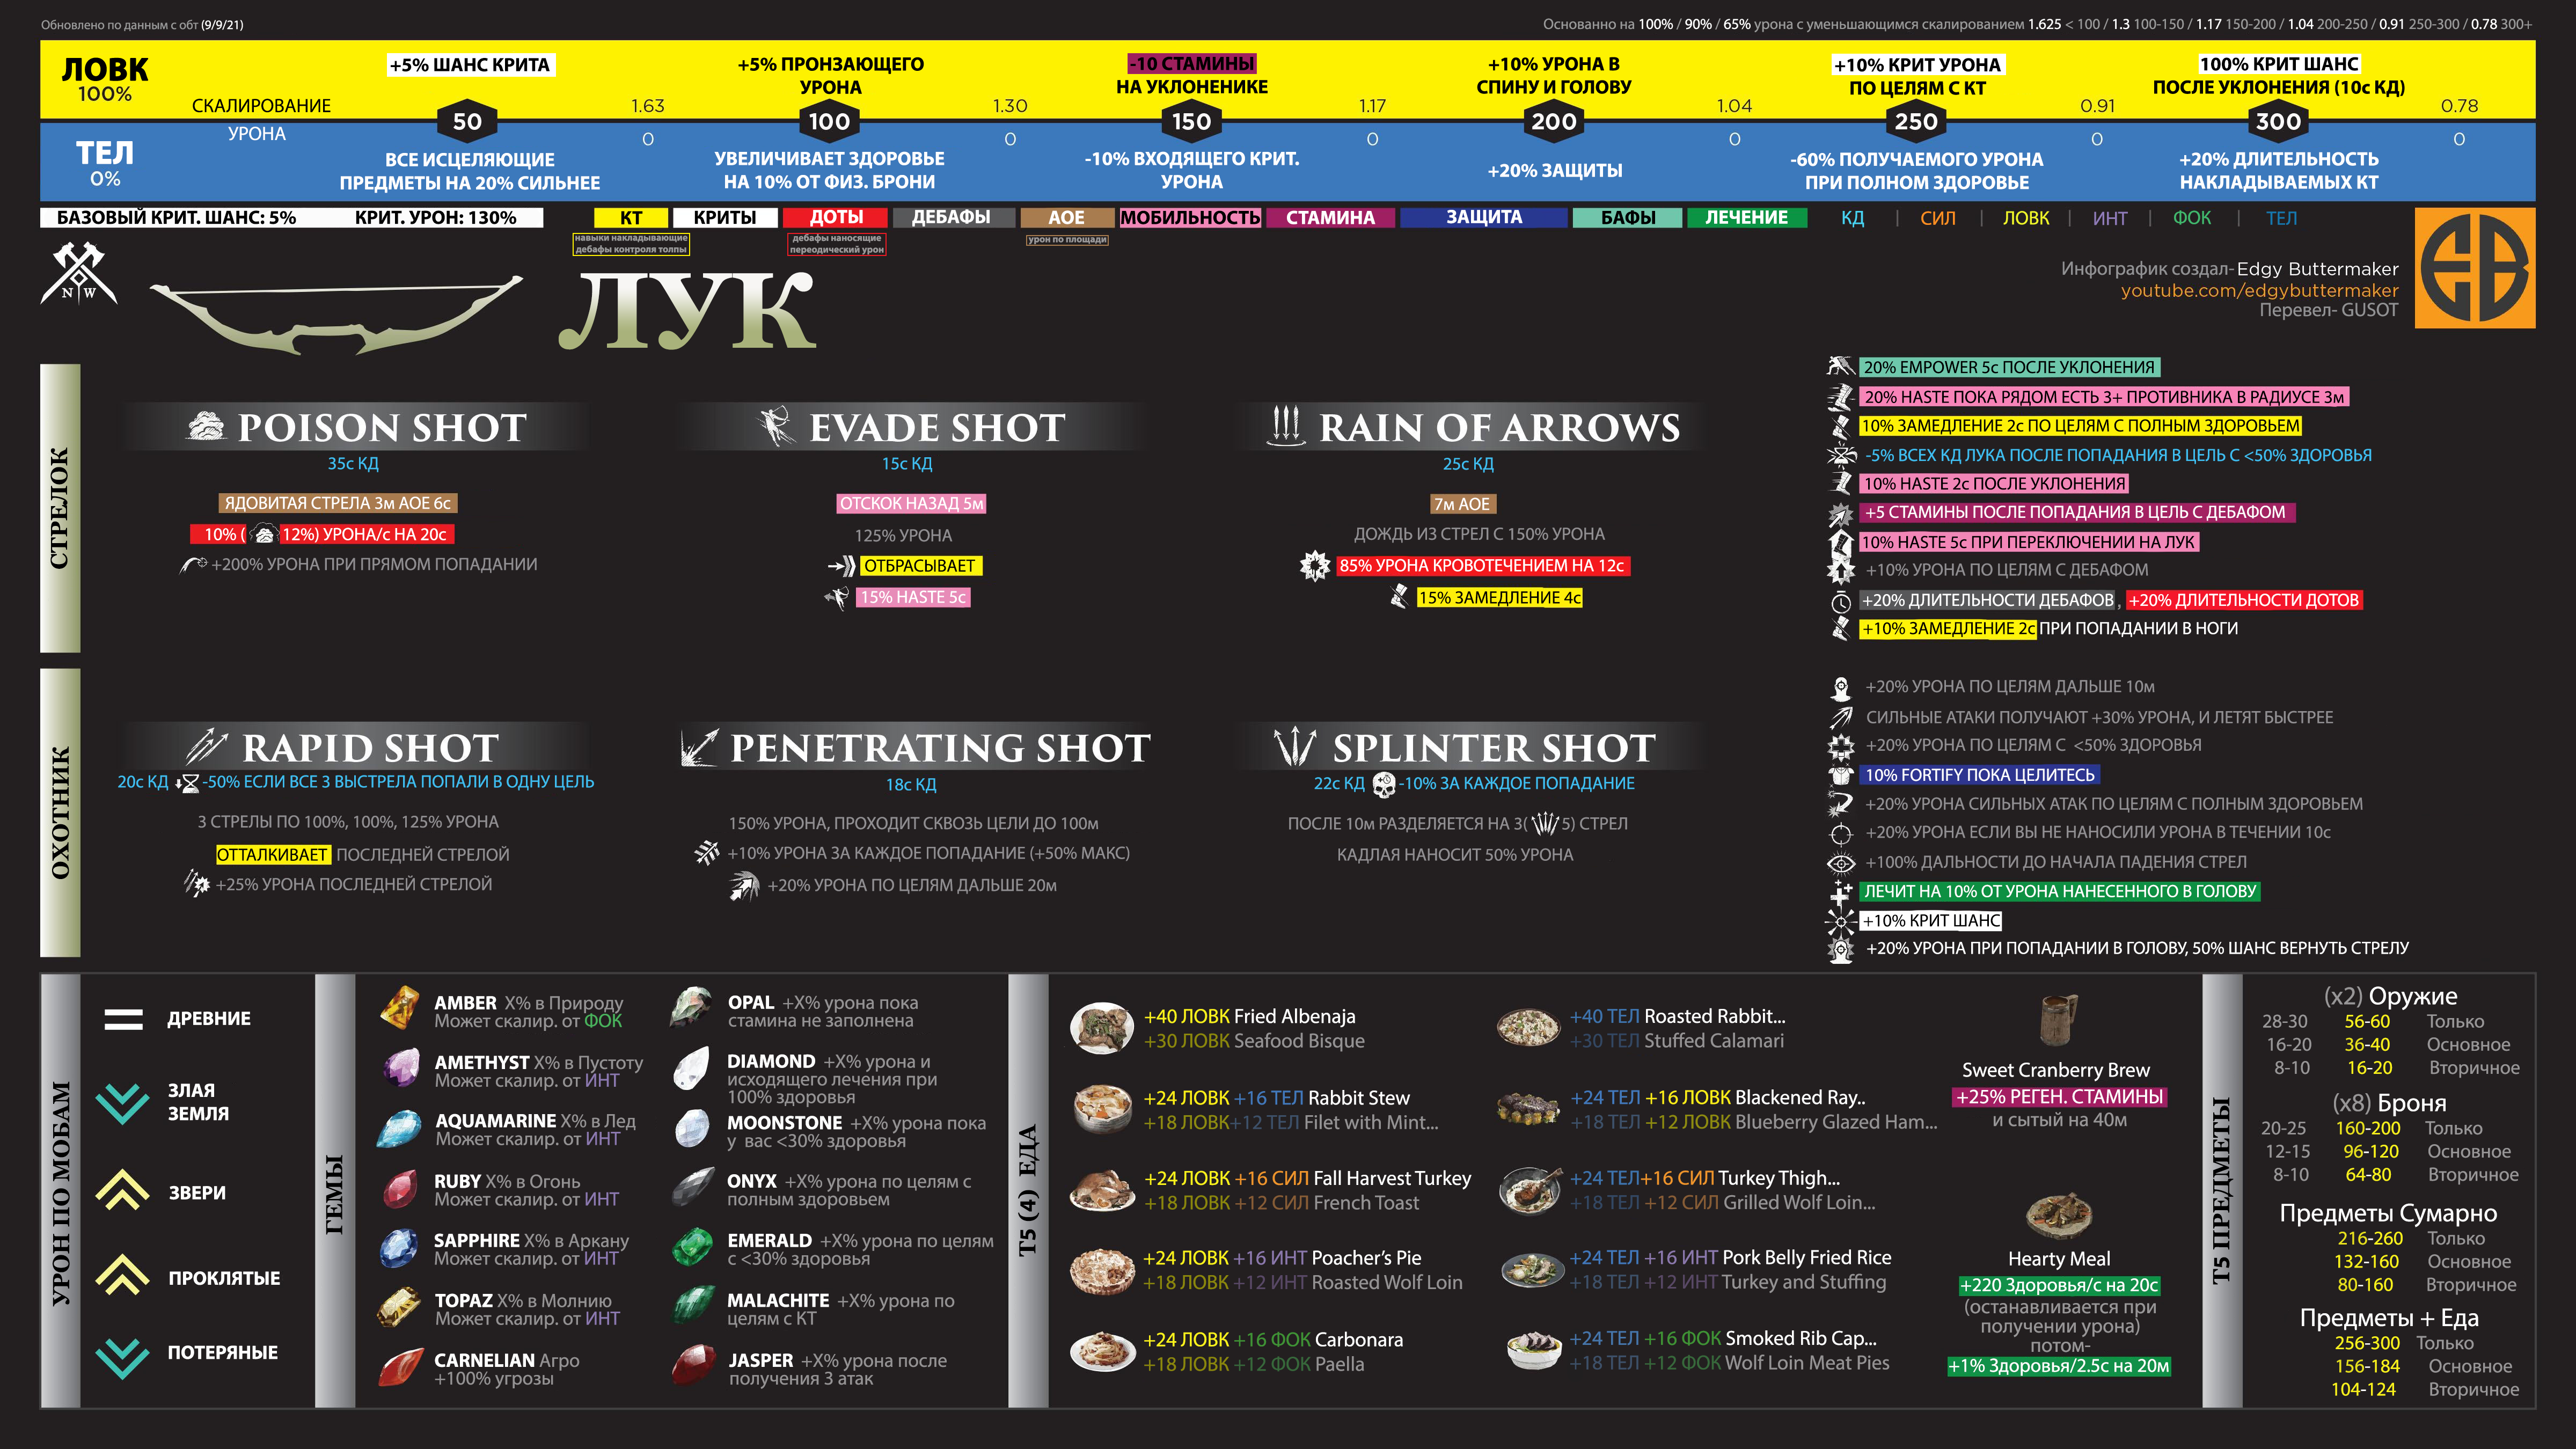 Обновлено по данным с обт (9/9/21)
Основанно на 100% / 90% / 65% урона с уменьшающимся скалированием 1.625 < 100 / 1.3 100-150 / 1.17 150-200 / 1.04 200-250 / 0.91 250-300 / 0.78 300+
ЛОВК
100%
СКАЛИРОВАНИЕ
УРОНА
ТЕЛ
0%
+5% ШАНС КРИТА
50
ВСЕ ИСЦЕЛЯЮЩИЕ
ПРЕДМЕТЫ НА 20% СИЛЬНЕЕ
1.63
0
+5% ПРОНЗАЮЩЕГО
УРОНА
100
УВЕЛИЧИВАЕТ ЗДОРОВЬЕ
НА 10% ОТ ФИЗ. БРОНИ
1.30
0
-10 СТАМИНЫ
НА УКЛОНЕНИКЕ
150
-10% ВХОДЯЩЕГО КРИТ.
УРОНА
1.17
0
+10% УРОНА В
СПИНУ И ГОЛОВУ
200
+20% ЗАЩИТЫ
1.04
0
+10% КРИТ УРОНА
ПО ЦЕЛЯМ С КТ
250
-60% ПОЛУЧАЕМОГО УРОНА
ПРИ ПОЛНОМ ЗДОРОВЬЕ
0.91
0
100% КРИТ ШАНС
ПОСЛЕ УКЛОНЕНИЯ (10с КД)
300
+20% ДЛИТЕЛЬНОСТЬ
НАКЛАДЫВАЕМЫХ КТ
0.78
0
БАЗОВЫЙ КРИТ. ШАНС: 5% КРИТ. УРОН: 130%
КТ КРИТЫ ДОТЫ ДЕБАФЫ АОЕ МОБИЛЬНОСТЬ СТАМИНА ЗАЩИТА БАФЫ ЛЕЧЕНИЕ КД | СИЛ | ЛОВК | ИНТ | ФОК | ТЕЛ
навыки накладывающие
дебафы контроля толпы
дебафы наносящие
переодический урон
урон по площади
N W
ЛУК
Инфографик создал- Edgy Buttermaker
youtube.com/edgybuttermaker
Перевел- GUSOT
EB
СТРЕЛОК
POISON SHOT
35с КД
ЯДОВИТАЯ СТРЕЛА 3м АОЕ 6с
10% ( 12%) УРОНА/с НА 20с
+200% УРОНА ПРИ ПРЯМОМ ПОПАДАНИИ
EVADE SHOT
15с КД
ОТСКОК НАЗАД 5м
125% УРОНА
ОТБРАСЫВАЕТ
15% HASTE 5с
RAIN OF ARROWS
25с КД
7м АОЕ
ДОЖДЬ ИЗ СТРЕЛ С 150% УРОНА
85% УРОНА КРОВОТЕЧЕНИЕМ НА 12с
15% ЗАМЕДЛЕНИЕ 4с
20% EMPOWER 5с ПОСЛЕ УКЛОНЕНИЯ
20% HASTE ПОКА РЯДОМ ЕСТЬ 3+ ПРОТИВНИКА В РАДИУСЕ 3м
10% ЗАМЕДЛЕНИЕ 2с ПО ЦЕЛЯМ С ПОЛНЫМ ЗДОРОВЬЕМ
-5% ВСЕХ КД ЛУКА ПОСЛЕ ПОПАДАНИЯ В ЦЕЛЬ С <50% ЗДОРОВЬЯ
10% HASTE 2с ПОСЛЕ УКЛОНЕНИЯ
+5 СТАМИНЫ ПОСЛЕ ПОПАДАНИЯ В ЦЕЛЬ С ДЕБАФОМ
10% HASTE 5с ПРИ ПЕРЕКЛЮЧЕНИИ НА ЛУК
+10% УРОНА ПО ЦЕЛЯМ С ДЕБАФОМ
+20% ДЛИТЕЛЬНОСТИ ДЕБАФОВ , +20% ДЛИТЕЛЬНОСТИ ДОТОВ
+10% ЗАМЕДЛЕНИЕ 2с ПРИ ПОПАДАНИИ В НОГИ
ОХОТНИК
RAPID SHOT
20с КД -50% ЕСЛИ ВСЕ 3 ВЫСТРЕЛА ПОПАЛИ В ОДНУ ЦЕЛЬ
3 СТРЕЛЫ ПО 100%, 100%, 125% УРОНА
ОТТАЛКИВАЕТ ПОСЛЕДНЕЙ СТРЕЛОЙ
+25% УРОНА ПОСЛЕДНЕЙ СТРЕЛОЙ
PENETRATING SHOT
18с КД
150% УРОНА, ПРОХОДИТ СКВОЗЬ ЦЕЛИ ДО 100м
+10% УРОНА ЗА КАЖДОЕ ПОПАДАНИЕ (+50% МАКС)
+20% УРОНА ПО ЦЕЛЯМ ДАЛЬШЕ 20м
SPLINTER SHOT
22с КД -10% ЗА КАЖДОЕ ПОПАДАНИЕ
ПОСЛЕ 10м РАЗДЕЛЯЕТСЯ НА 3( 5) СТРЕЛ
КАДЛАЯ НАНОСИТ 50% УРОНА
+20% УРОНА ПО ЦЕЛЯМ ДАЛЬШЕ 10м
СИЛЬНЫЕ АТАКИ ПОЛУЧАЮТ +30% УРОНА, И ЛЕТЯТ БЫСТРЕЕ
+20% УРОНА ПО ЦЕЛЯМ С <50% ЗДОРОВЬЯ
10% FORTIFY ПОКА ЦЕЛИТЕСЬ
+20% УРОНА СИЛЬНЫХ АТАК ПО ЦЕЛЯМ С ПОЛНЫМ ЗДОРОВЬЕМ
+20% УРОНА ЕСЛИ ВЫ НЕ НАНОСИЛИ УРОНА В ТЕЧЕНИИ 10с
+100% ДАЛЬНОСТИ ДО НАЧАЛА ПАДЕНИЯ СТРЕЛ
ЛЕЧИТ НА 10% ОТ УРОНА НАНЕСЕННОГО В ГОЛОВУ
+10% КРИТ ШАНС
+20% УРОНА ПРИ ПОПАДАНИИ В ГОЛОВУ, 50% ШАНС ВЕРНУТЬ СТРЕЛУ
УРОН ПО МОБАМ
ДРЕВНИЕ
ЗЛАЯ
ЗЕМЛЯ
ЗВЕРИ
ПРОКЛЯТЫЕ
ПОТЕРЯНЫЕ
ГЕМЫ
AMBER X% в Природу
Может скалир. от ФОК
AMETHYST X% в Пустоту
Может скалир. от ИНТ
AQUAMARINE X% в Лед
Может скалир. от ИНТ
RUBY X% в Огонь
Может скалир. от ИНТ
SAPPHIRE X% в Аркану
Может скалир. от ИНТ
TOPAZ X% в Молнию
Может скалир. от ИНТ
CARNELIAN Агро
+100% угрозы
OPAL +X% урона пока
стамина не заполнена
DIAMOND +X% урона и
исходящего лечения при
100% здоровья
MOONSTONE +X% урона пока
у вас <30% здоровья
ONYX +X% урона по целям с
полным здоровьем
EMERALD +X% урона по целям
с <30% здоровья
MALACHITE +X% урона по
целям с КТ
JASPER +X% урона после
получения 3 атак
T5 (4) ЕДА
+40 ЛОВК Fried Albenaja
+30 ЛОВК Seafood Bisque
+24 ЛОВК +16 ТЕЛ Rabbit Stew
+18 ЛОВК+12 ТЕЛ Filet with Mint...
+24 ЛОВК +16 СИЛ Fall Harvest Turkey
+18 ЛОВК +12 СИЛ French Toast
+24 ЛОВК +16 ИНТ Poacher's Pie
+18 ЛОВК +12 ИНТ Roasted Wolf Loin
+24 ЛОВК +16 ФОК Carbonara
+18 ЛОВК +12 ФОК Paella
+40 ТЕЛ Roasted Rabbit...
+30 ТЕЛ Stuffed Calamari
+24 ТЕЛ +16 ЛОВК Blackened Ray..
+18 ТЕЛ +12 ЛОВК Blueberry Glazed Ham...
+24 ТЕЛ+16 СИЛ Turkey Thigh...
+18 ТЕЛ +12 СИЛ Grilled Wolf Loin...
+24 ТЕЛ +16 ИНТ Pork Belly Fried Rice
+18 ТЕЛ +12 ИНТ Turkey and Stuffing
+24 ТЕЛ +16 ФОК Smoked Rib Cap...
+18 ТЕЛ +12 ФОК Wolf Loin Meat Pies
Sweet Cranberry Brew
+25% РЕГЕН. СТАМИНЫ
и сытый на 40м
Hearty Meal
+220 Здоровья/с на 20с
(останавливается при
получении урона)
потом-
+1% Здоровья/2.5с на 20м
T5 ПРЕДМЕТЫ
(x2) Оружие
28-30 56-60 Только
16-20 36-40 Основное
8-10 16-20 Вторичное
(x8) Броня
20-25 160-200 Только
12-15 96-120 Основное
8-10 64-80 Вторичное
Предметы Сумарно
216-260 Только
132-160 Основное
80-160 Вторичное
Предметы + Еда
256-300 Только
156-184 Основное
104-124 Вторичное